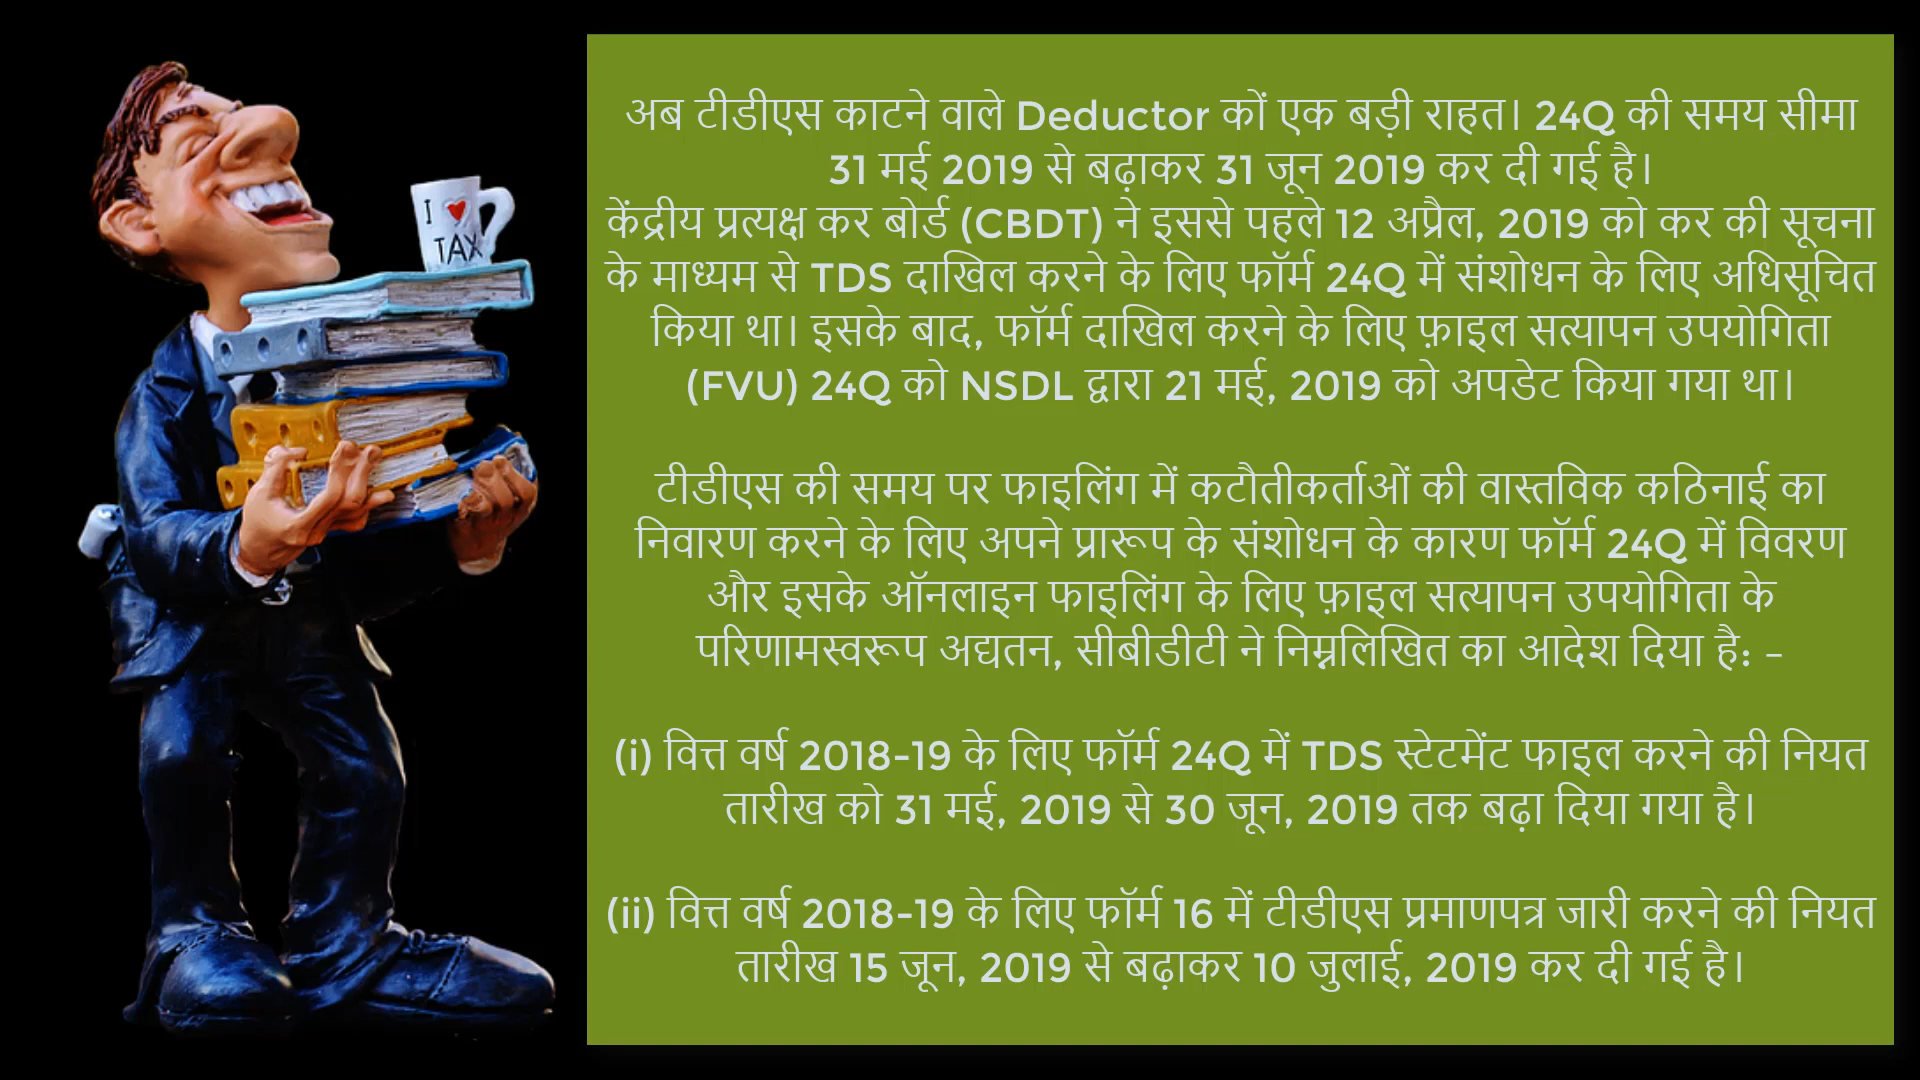 I ♥ TAX
अब टीडीएस काटने वाले Deductor कों एक बड़ी राहत। 24Q की समय सीमा
31 मई 2019 से बढ़ाकर 31 जून 2019 कर दी गई है।
केंद्रीय प्रत्यक्ष कर बोर्ड (CBDT) ने इससे पहले 12 अप्रैल, 2019 को कर की सूचना
के माध्यम से TDS दाखिल करने के लिए फॉर्म 24Q में संशोधन के लिए अधिसूचित
किया था। इसके बाद, फॉर्म दाखिल करने के लिए फ़ाइल सत्यापन उपयोगिता
(FVU) 24Q को NSDL द्वारा 21 मई, 2019 को अपडेट किया गया था।
टीडीएस की समय पर फाइलिंग में कटौतीकर्ताओं की वास्तविक कठिनाई का
निवारण करने के लिए अपने प्रारूप के संशोधन के कारण फॉर्म 24Q में विवरण
और इसके ऑनलाइन फाइलिंग के लिए फ़ाइल सत्यापन उपयोगिता के
परिणामस्वरूप अद्यतन, सीबीडीटी ने निम्नलिखित का आदेश दिया है: -
(i) वित्त वर्ष 2018-19 के लिए फॉर्म 24Q में TDS स्टेटमेंट फाइल करने की नियत
तारीख को 31 मई, 2019 से 30 जून, 2019 तक बढ़ा दिया गया है।
(ii) वित्त वर्ष 2018-19 के लिए फॉर्म 16 में टीडीएस प्रमाणपत्र जारी करने की नियत
तारीख 15 जून, 2019 से बढ़ाकर 10 जुलाई, 2019 कर दी गई है।